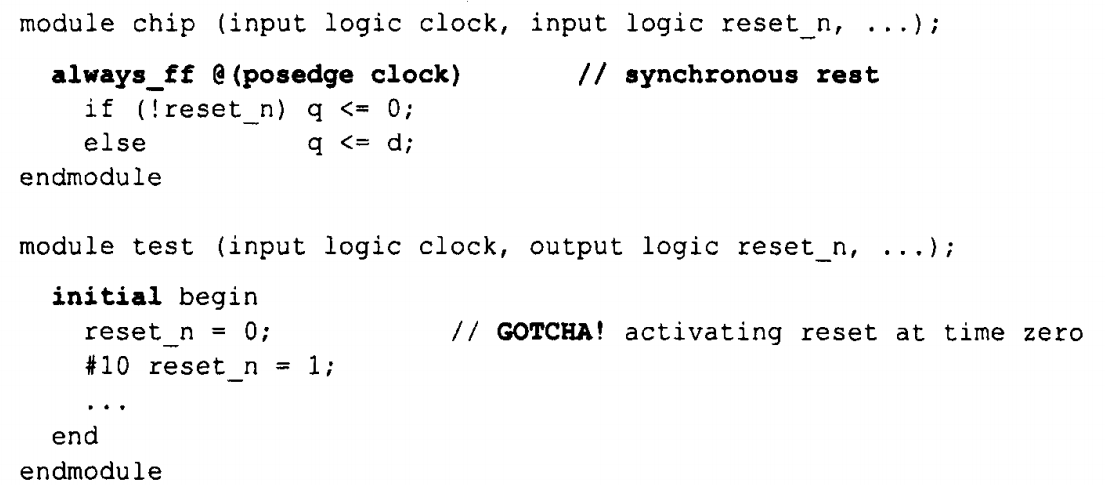 module chip (input logic clock, input logic reset_n, ...);
always_ff @(posedge clock) // synchronous rest
if (!reset_n) q <= 0;
else q <= d;
endmodule
module test (input logic clock, output logic reset_n, ...);
initial begin
reset_n = 0; // GOTCHA! activating reset at time zero
#10 reset_n = 1;
...
end
endmodule